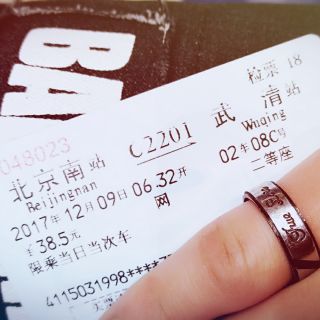 BA
检票 18
048023
北京南站 C2201 武清站
Beijingnan Wuqing
2017年12月09日 06:32开 02车08C号
¥38.5元 网 二等座
限乘当日当次车
4115031998****